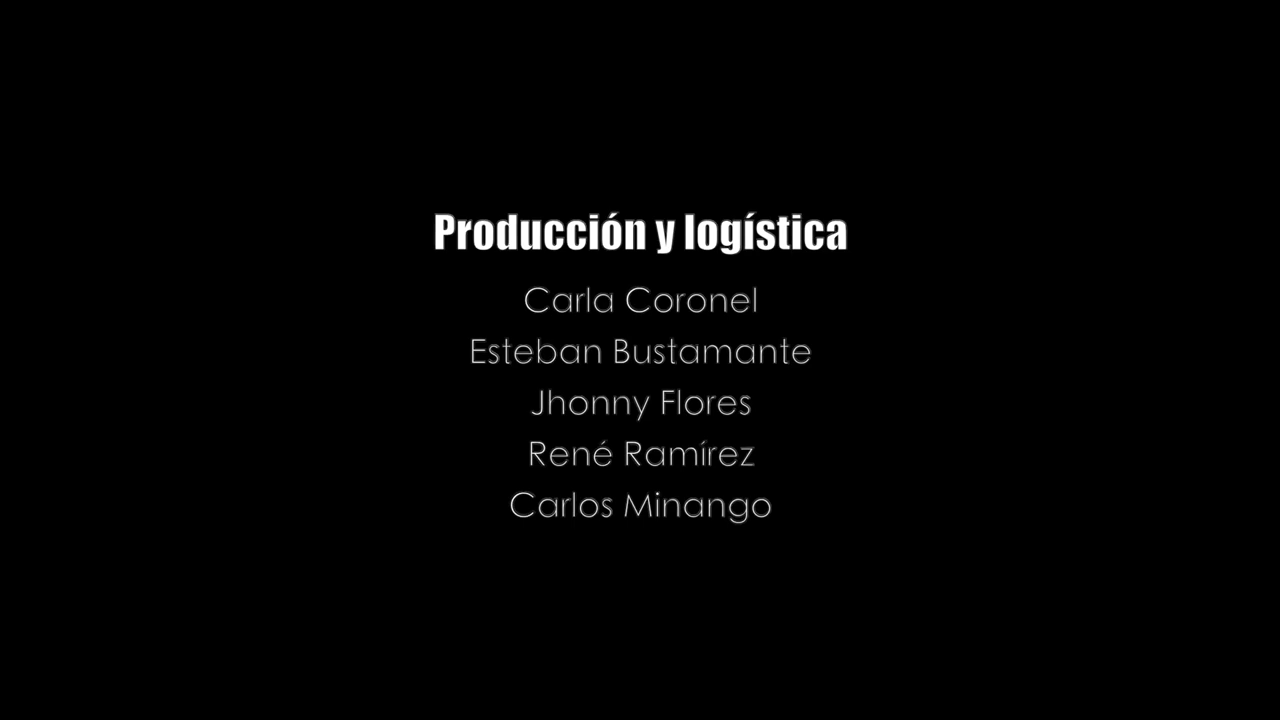 Producción y logística
Carla Coronel
Esteban Bustamante
Jhonny Flores
René Ramírez
Carlos Minango